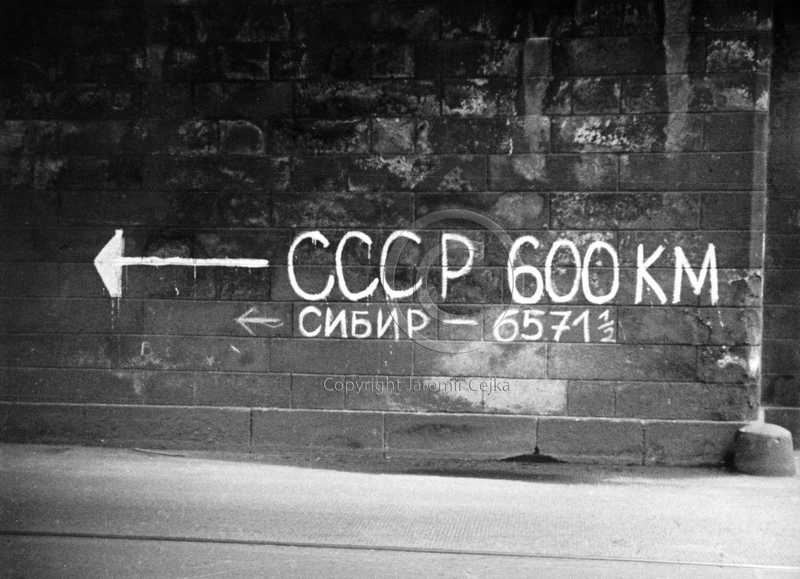 СССР 600 КМ
СИБИР – 6571 ½
Copyright Jaromír Čejka